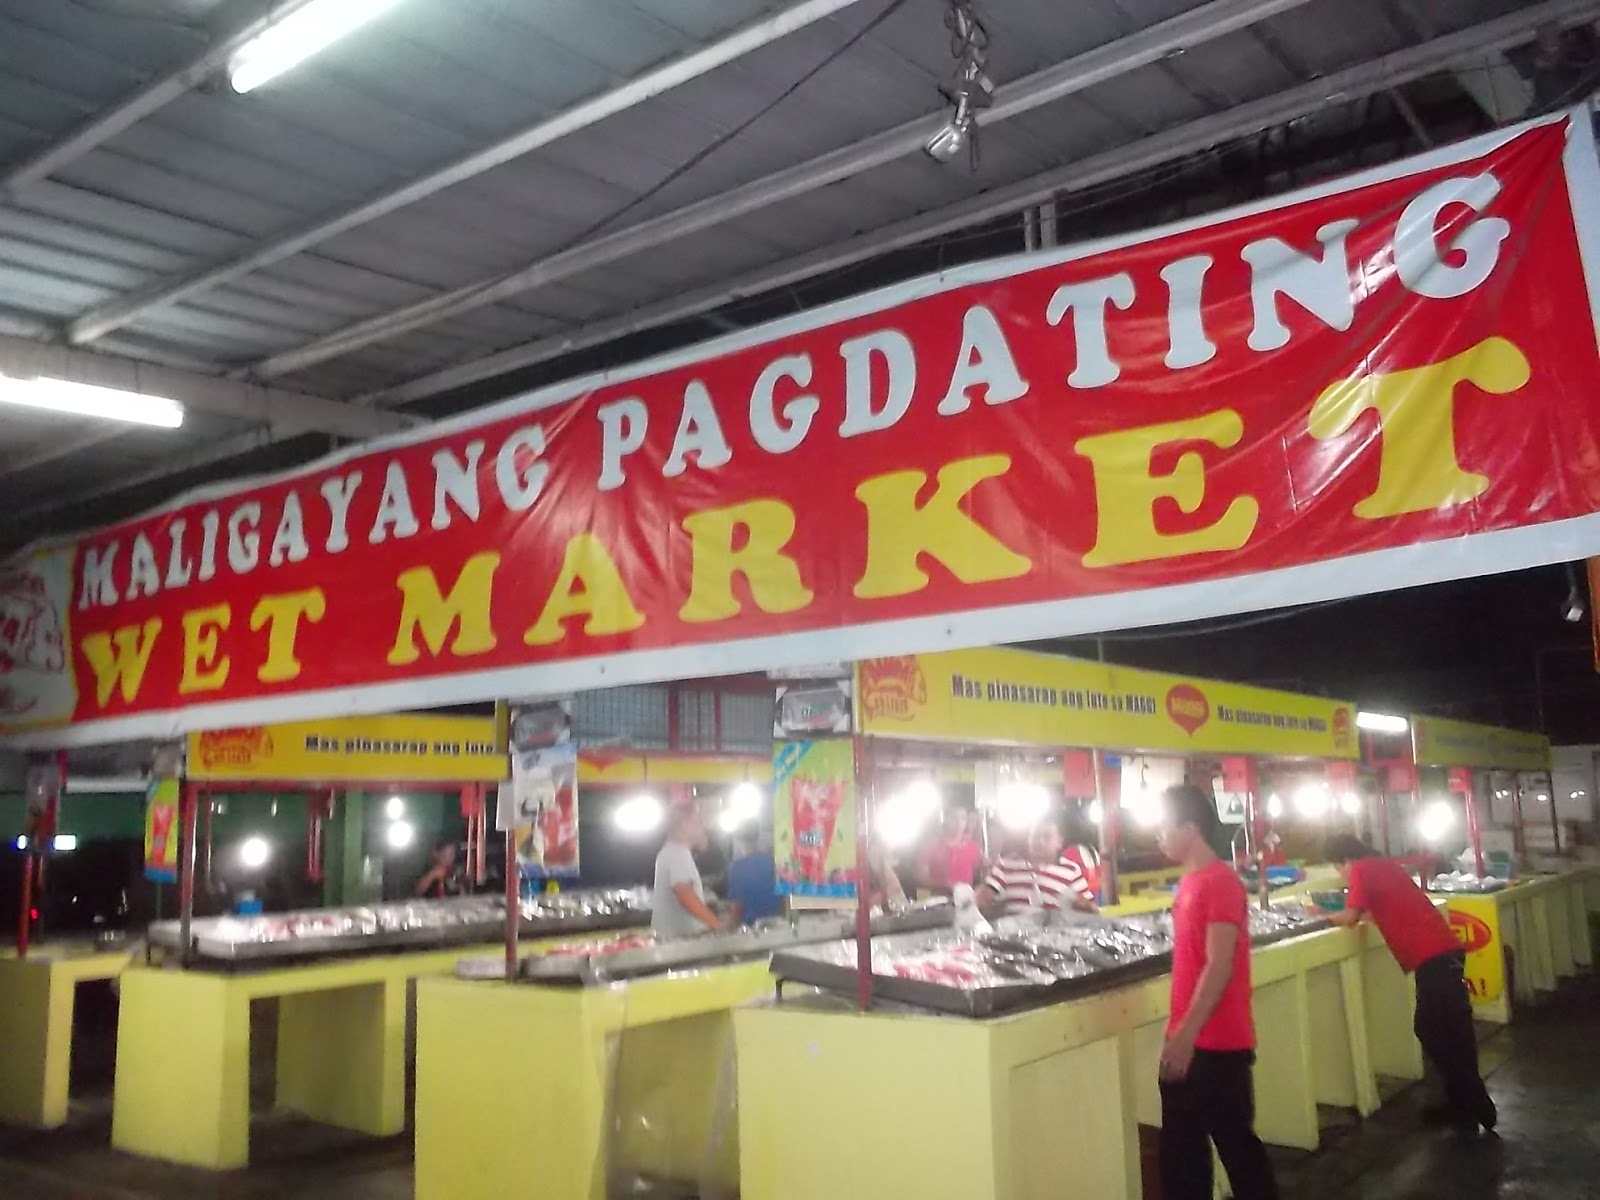 MALIGAYANG PAGDATING
WET MARKET
Mas pinasarap ang luto
Mas pinasarap ang luto sa MAGGI
MAGGI
Mas pinasarap ang luto sa MAGGI